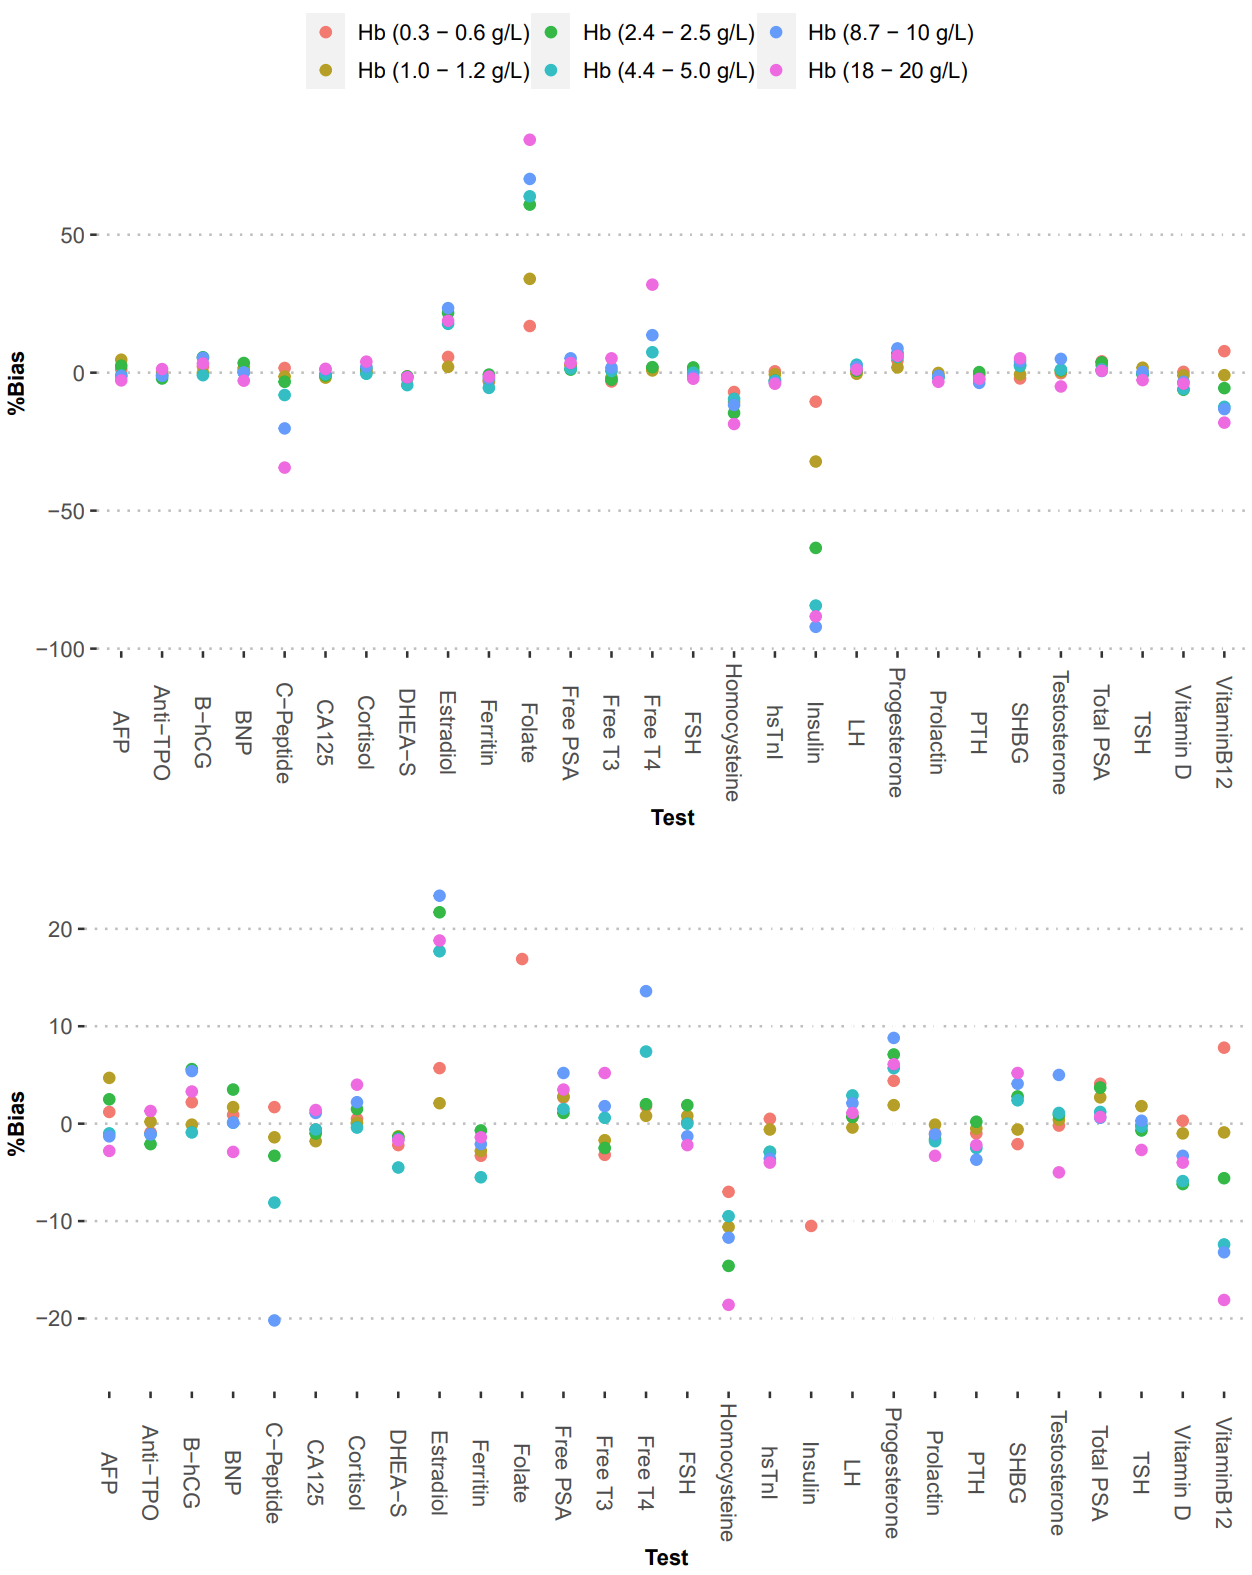 Hb (0.3 − 0.6 g/L) Hb (2.4 − 2.5 g/L) Hb (8.7 − 10 g/L)
Hb (1.0 − 1.2 g/L) Hb (4.4 − 5.0 g/L) Hb (18 − 20 g/L)
%Bias
50
0
−50
−100
AFP
Anti−TPO
B−hCG
BNP
C−Peptide
CA125
Cortisol
DHEA−S
Estradiol
Ferritin
Folate
Free PSA
Free T3
Free T4
FSH
Homocysteine
hsTnI
Insulin
LH
Progesterone
Prolactin
PTH
SHBG
Testosterone
Total PSA
TSH
Vitamin D
VitaminB12
Test
%Bias
20
10
0
−10
−20
AFP
Anti−TPO
B−hCG
BNP
C−Peptide
CA125
Cortisol
DHEA−S
Estradiol
Ferritin
Folate
Free PSA
Free T3
Free T4
FSH
Homocysteine
hsTnI
Insulin
LH
Progesterone
Prolactin
PTH
SHBG
Testosterone
Total PSA
TSH
Vitamin D
VitaminB12
Test